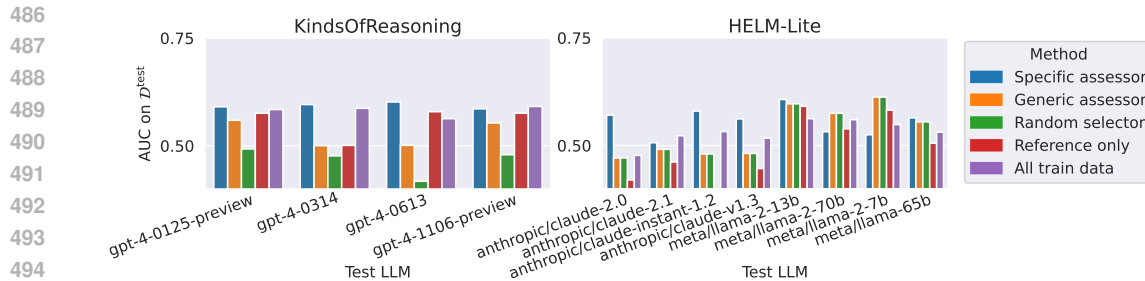 486
487
488
489
490
491
492
493
494
KindsOfReasoning
HELM-Lite
AUC on 𝒟^test
0.75
0.50
0.75
0.50
gpt-4-0125-preview
gpt-4-0314
gpt-4-0613
gpt-4-1106-preview
Test LLM
anthropic/claude-2.0
anthropic/claude-2.1
anthropic/claude-instant-1.2
anthropic/claude-v1.3
meta/llama-2-13b
meta/llama-2-70b
meta/llama-2-7b
meta/llama-65b
Test LLM
Method
Specific assessor
Generic assessor
Random selector
Reference only
All train data